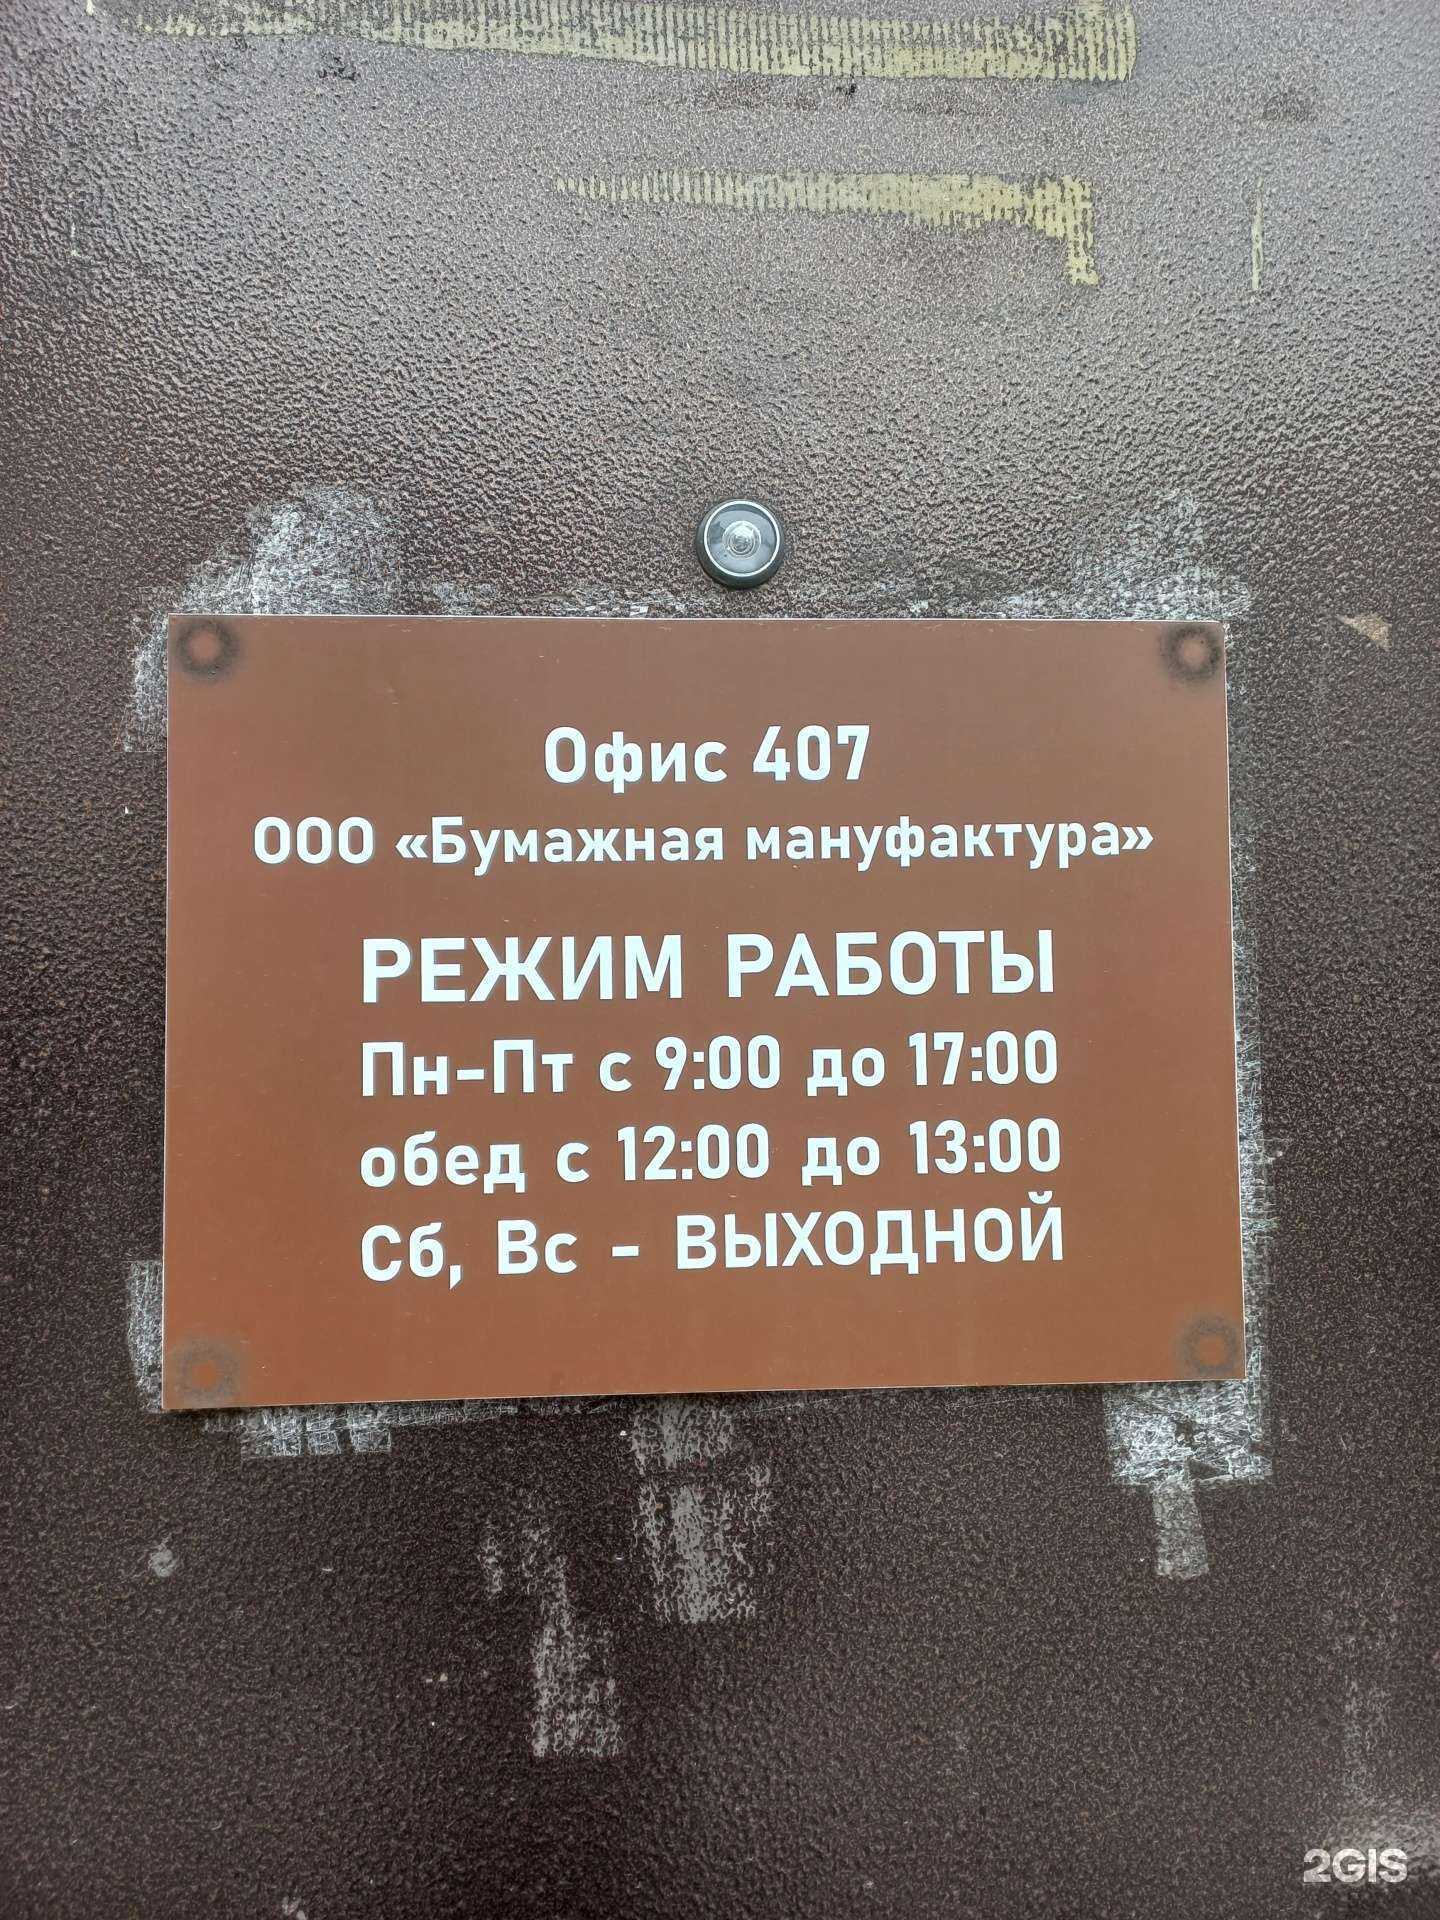 Офис 407
ООО «Бумажная мануфактура»
РЕЖИМ РАБОТЫ
Пн-Пт с 9:00 до 17:00
обед с 12:00 до 13:00
Сб, Вс - ВЫХОДНОЙ
2GIS